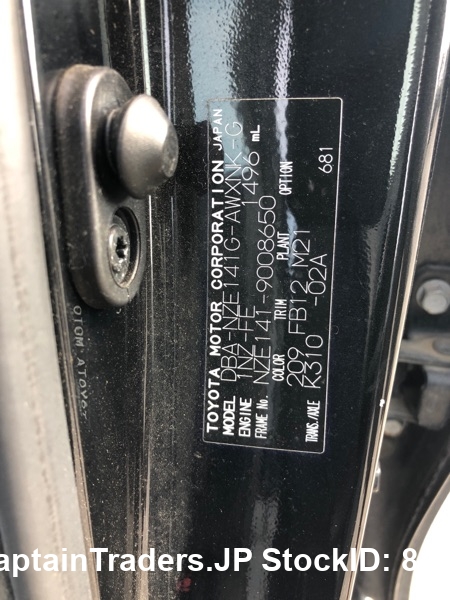 TOYOTA MOTOR CORPORATION JAPAN
MODEL DBA-NZE141G-AWXNK-G
ENGINE 1NZ-FE 1496 mL
FRAME No. NZE141-9008650
COLOR TRIM PLANT OPTION
209 FB12 M21
TRANS./AXLE K310 -02A 681
aptainTraders.JP StockID: 8